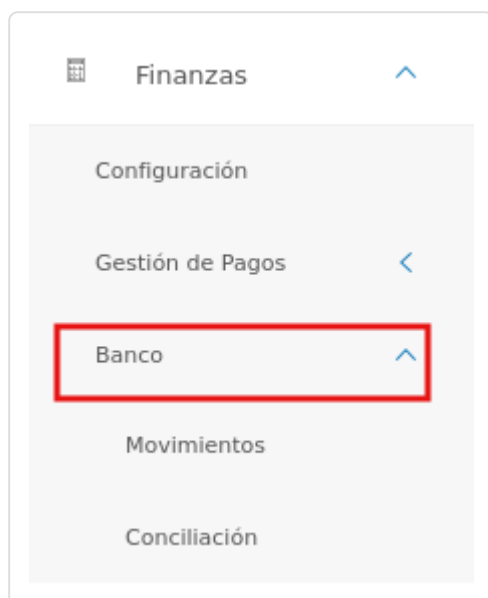 Finanzas
Configuración
Gestión de Pagos
Banco
Movimientos
Conciliación